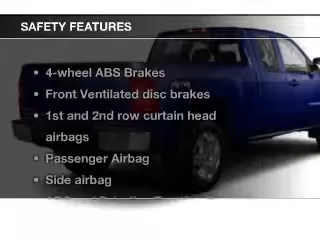 SAFETY FEATURES
• 4-wheel ABS Brakes
• Front Ventilated disc brakes
• 1st and 2nd row curtain head
airbags
• Passenger Airbag
• Side airbag